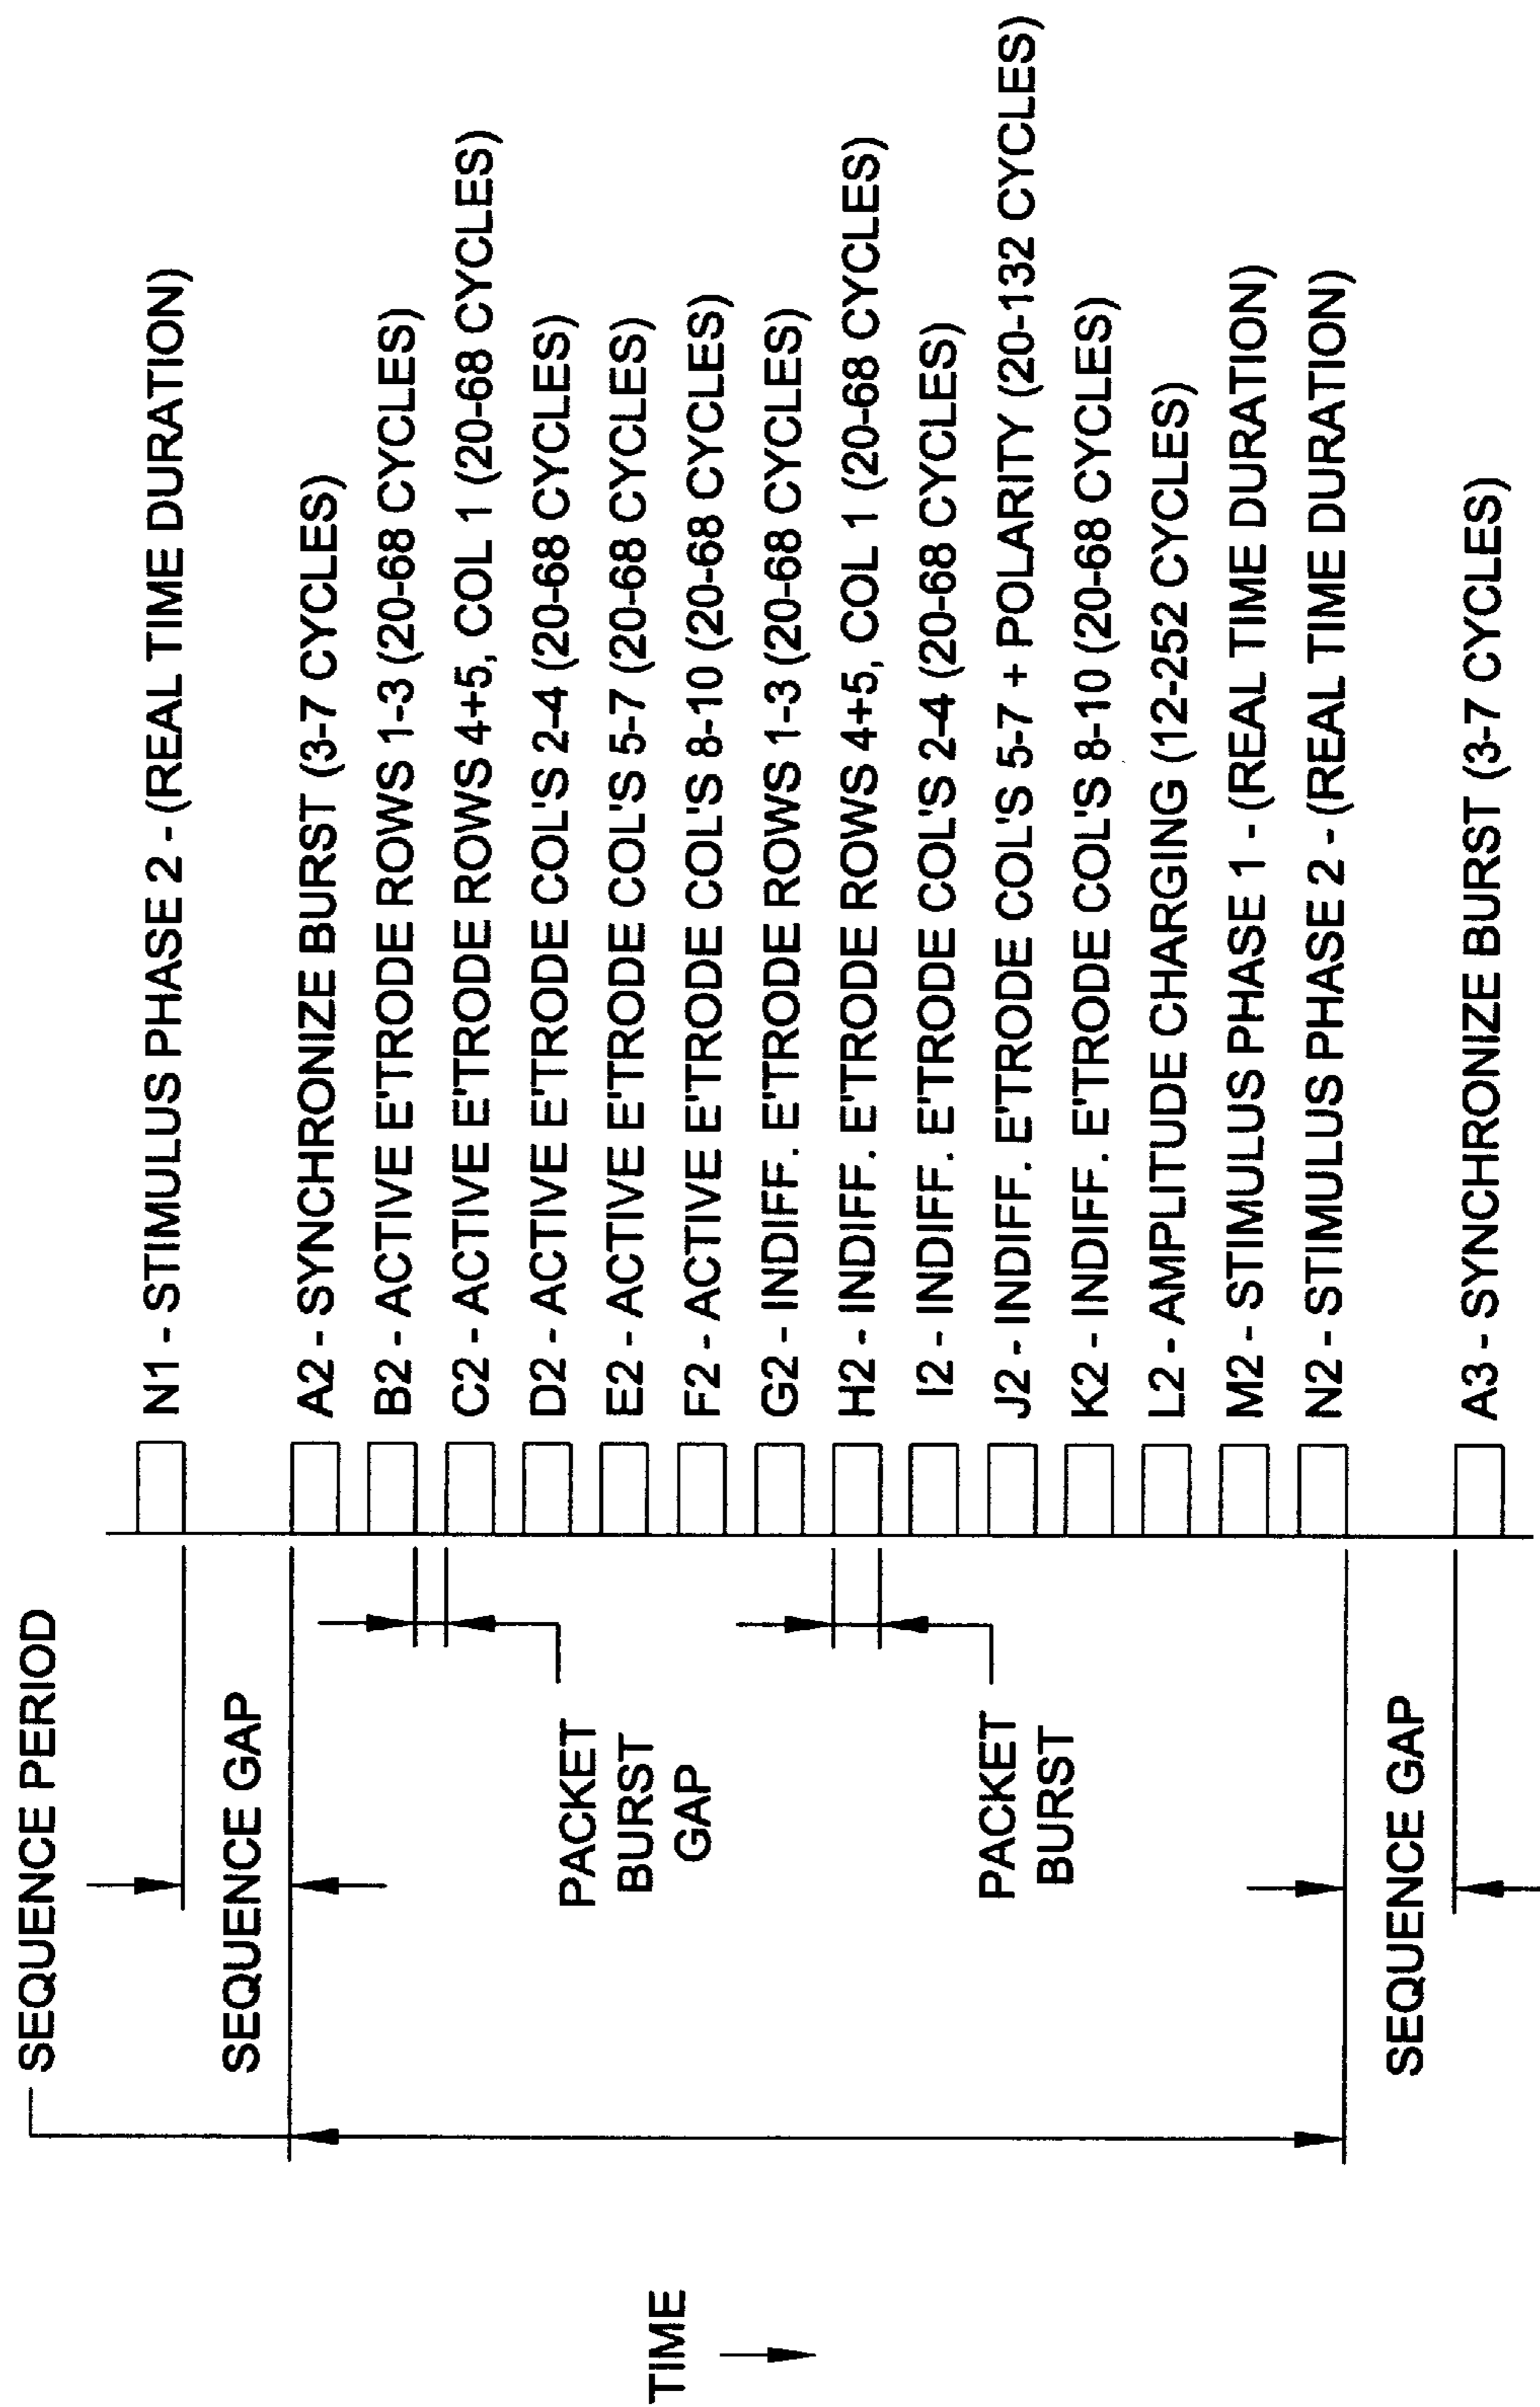 SEQUENCE PERIOD
SEQUENCE GAP
PACKET
BURST
GAP
PACKET
BURST
SEQUENCE GAP
TIME
N1 - STIMULUS PHASE 2 - (REAL TIME DURATION)
A2 - SYNCHRONIZE BURST (3-7 CYCLES)
B2 - ACTIVE E'TRODE ROWS 1-3 (20-68 CYCLES)
C2 - ACTIVE E'TRODE ROWS 4+5, COL 1 (20-68 CYCLES)
D2 - ACTIVE E'TRODE COL'S 2-4 (20-68 CYCLES)
E2 - ACTIVE E'TRODE COL'S 5-7 (20-68 CYCLES)
F2 - ACTIVE E'TRODE COL'S 8-10 (20-68 CYCLES)
G2 - INDIFF. E'TRODE ROWS 1-3 (20-68 CYCLES)
H2 - INDIFF. E'TRODE ROWS 4+5, COL 1 (20-68 CYCLES)
I2 - INDIFF. E'TRODE COL'S 2-4 (20-68 CYCLES)
J2 - INDIFF. E'TRODE COL'S 5-7 + POLARITY (20-132 CYCLES)
K2 - INDIFF. E'TRODE COL'S 8-10 (20-68 CYCLES)
L2 - AMPLITUDE CHARGING (12-252 CYCLES)
M2 - STIMULUS PHASE 1 - (REAL TIME DURATION)
N2 - STIMULUS PHASE 2 - (REAL TIME DURATION)
A3 - SYNCHRONIZE BURST (3-7 CYCLES)